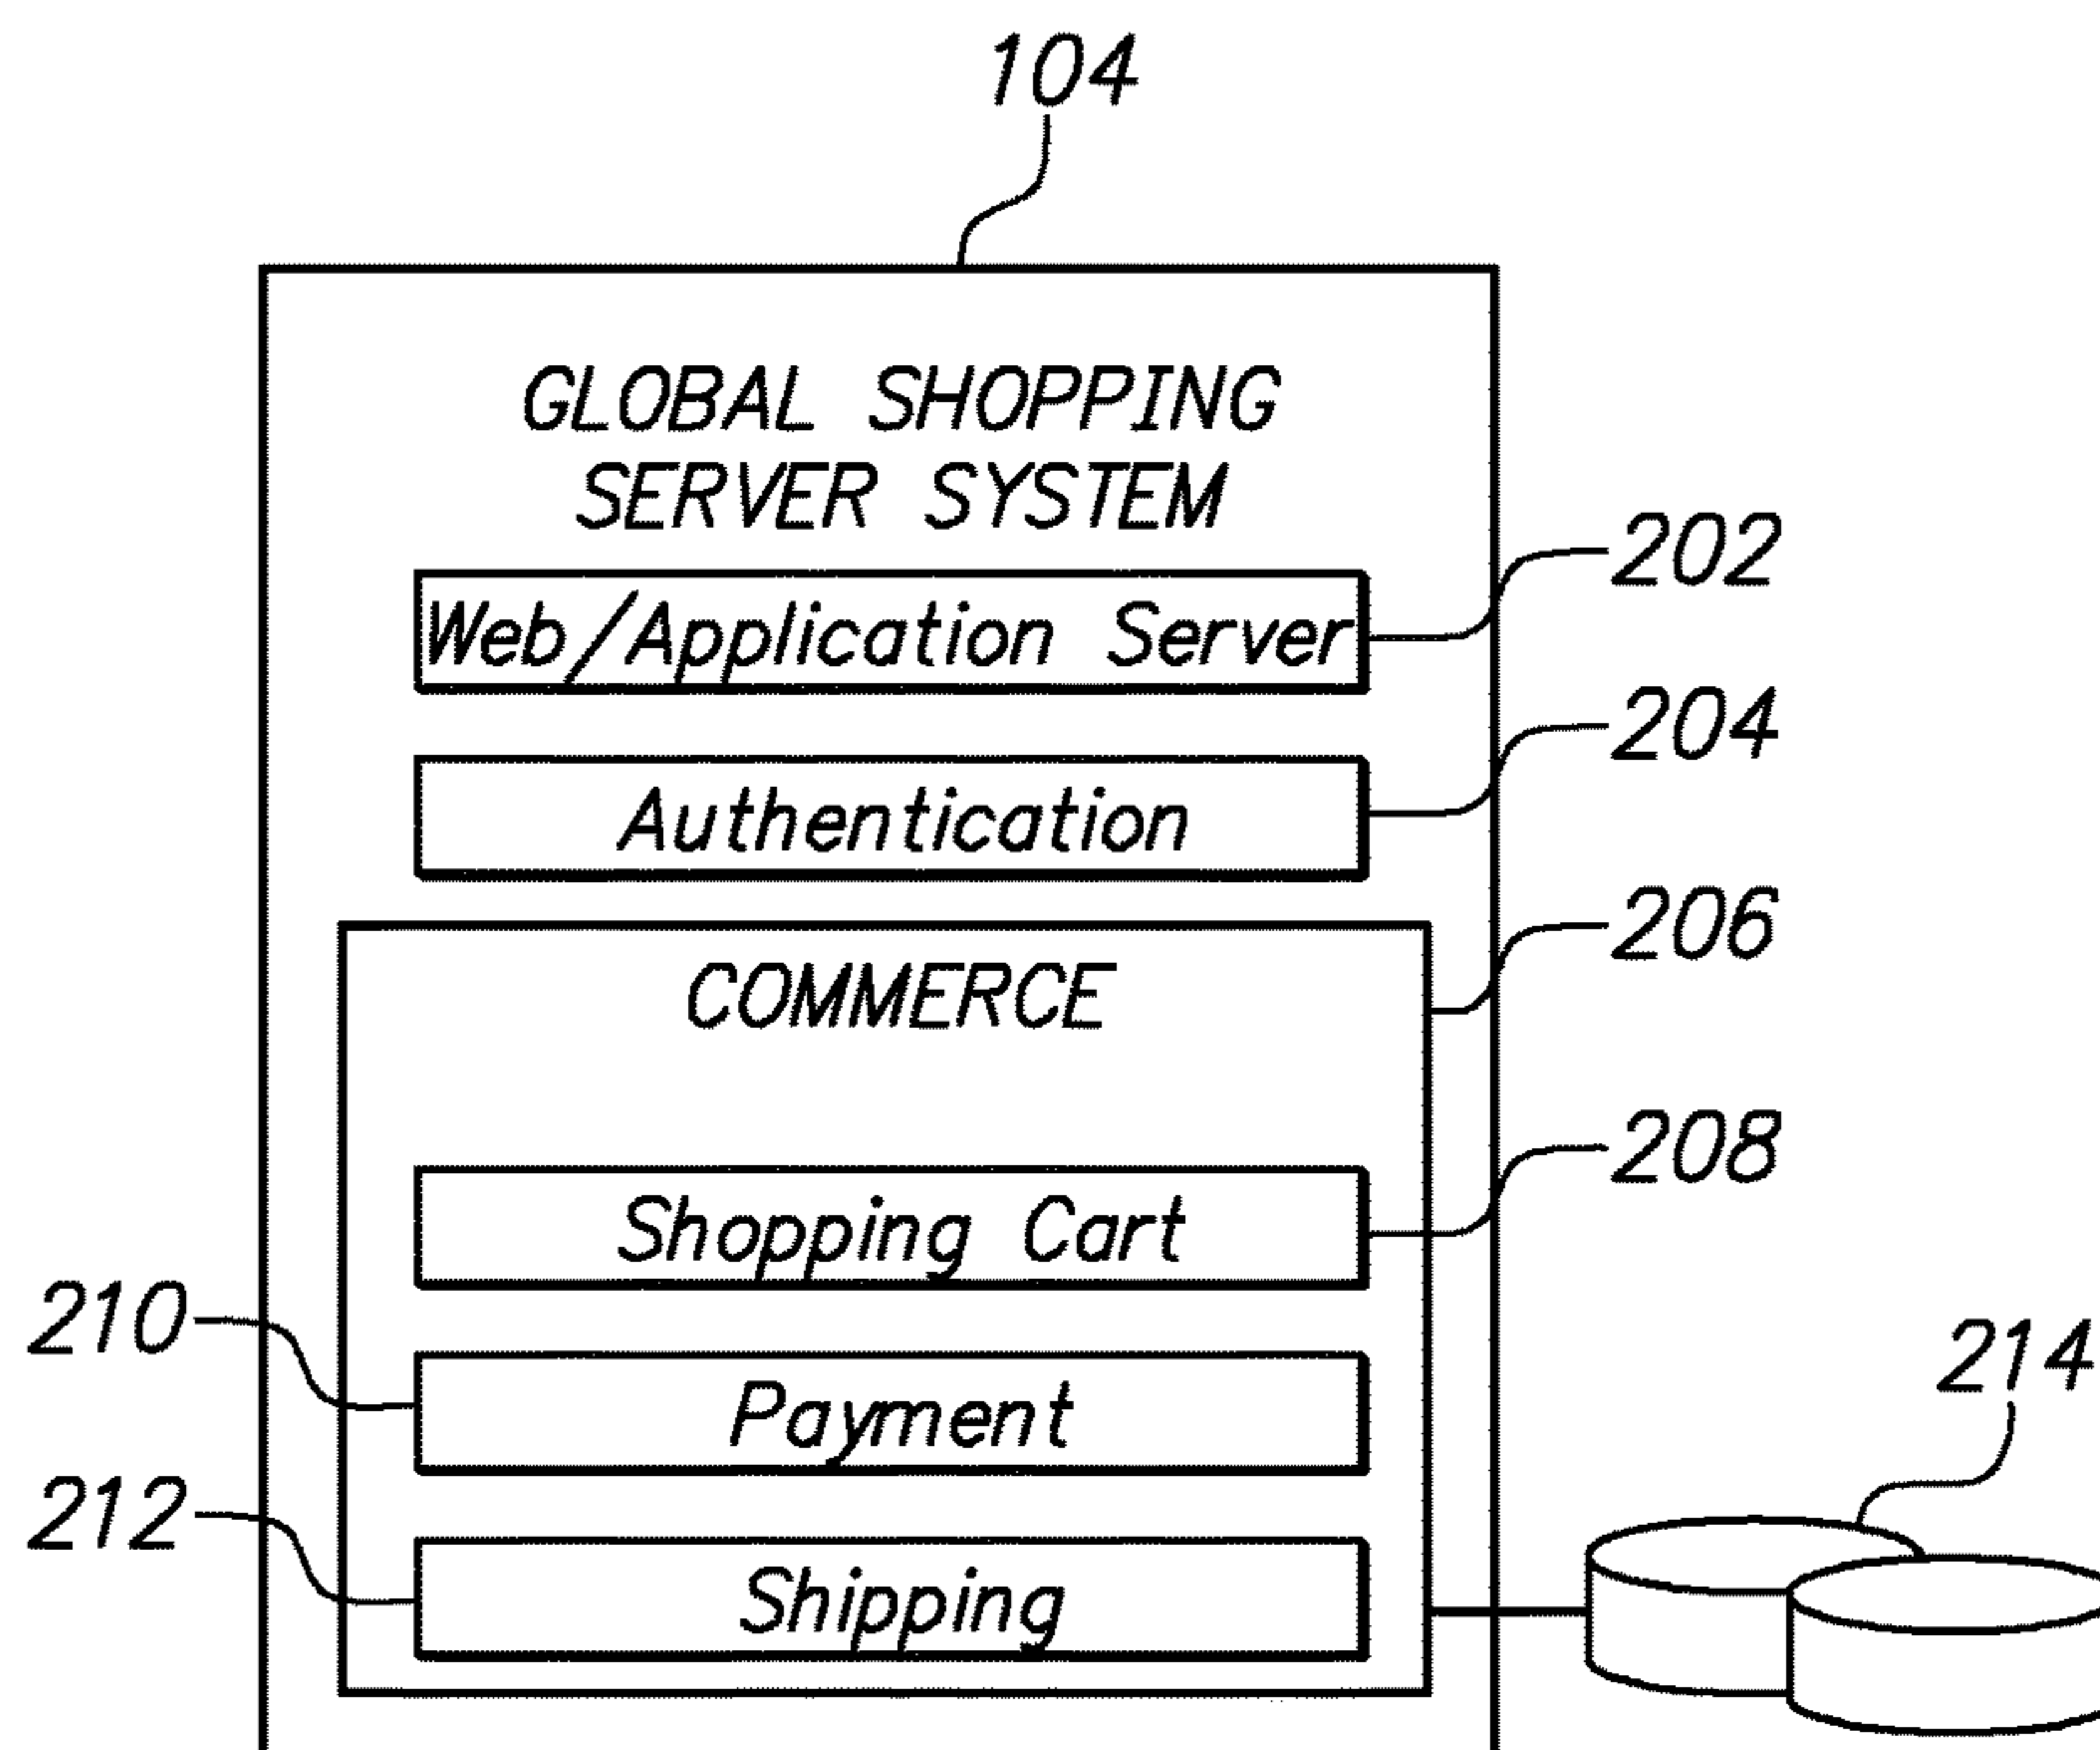 104
GLOBAL SHOPPING
SERVER SYSTEM
202
Web/Application Server
204
Authentication
206
COMMERCE
208
Shopping Cart
210
Payment
214
212
Shipping